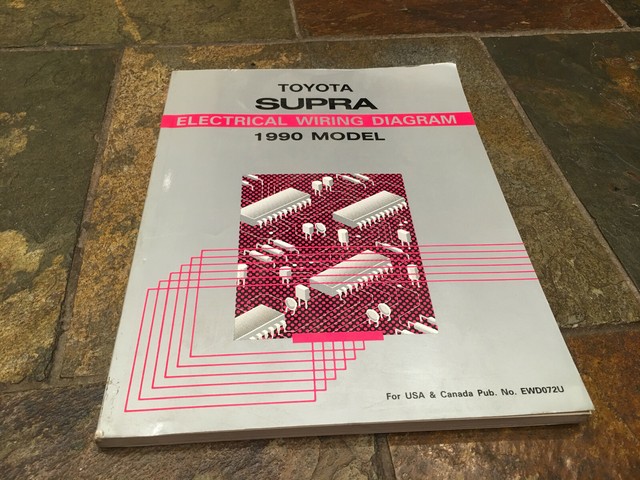 TOYOTA
SUPRA
ELECTRICAL WIRING DIAGRAM
1990 MODEL
For USA & Canada Pub. No. EWD072U